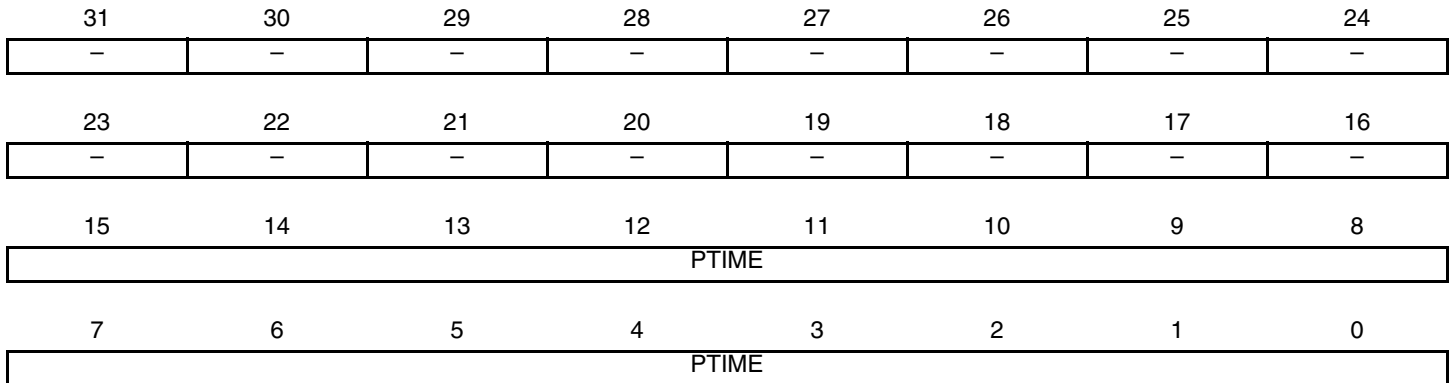 31 30 29 28 27 26 25 24
– – – – – – – –
23 22 21 20 19 18 17 16
– – – – – – – –
15 14 13 12 11 10 9 8
PTIME
7 6 5 4 3 2 1 0
PTIME